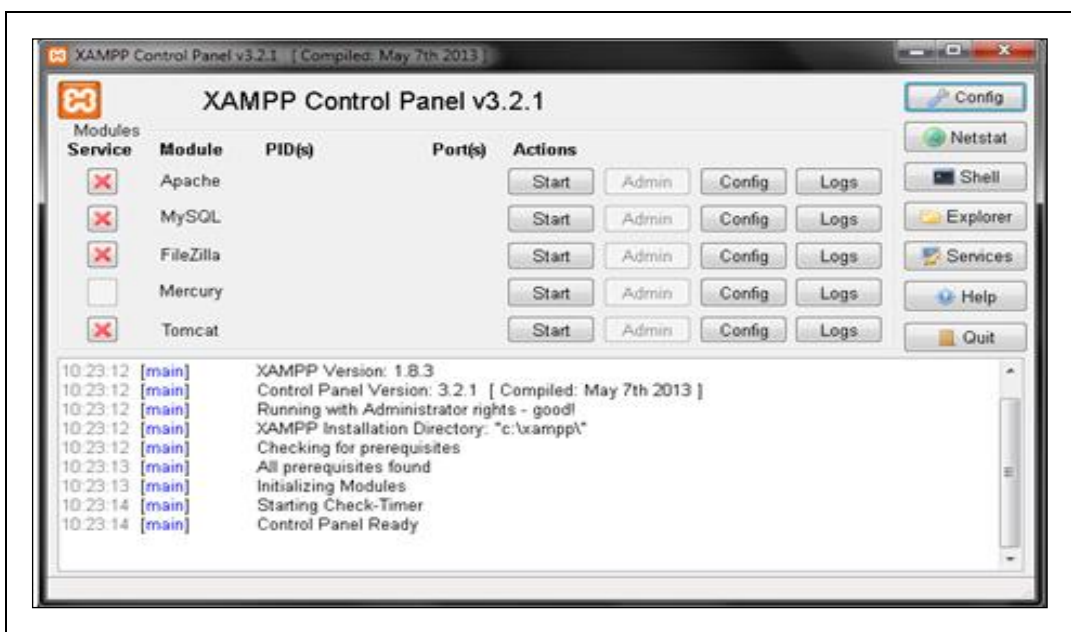 XAMPP Control Panel v3.2.1 [ Compiled: May 7th 2013 ]
XAMPP Control Panel v3.2.1
Config
Modules
Service Module PID(s) Port(s) Actions
Netstat
Apache Start Admin Config Logs
Shell
MySQL Start Admin Config Logs
Explorer
FileZilla Start Admin Config Logs
Services
Mercury Start Admin Config Logs
Help
Tomcat Start Admin Config Logs
Quit
10:23:12 [main] XAMPP Version: 1.8.3
10:23:12 [main] Control Panel Version: 3.2.1 [ Compiled: May 7th 2013 ]
10:23:12 [main] Running with Administrator rights - good!
10:23:12 [main] XAMPP Installation Directory: "c:\xampp\"
10:23:12 [main] Checking for prerequisites
10:23:13 [main] All prerequisites found
10:23:13 [main] Initializing Modules
10:23:14 [main] Starting Check-Timer
10:23:14 [main] Control Panel Ready